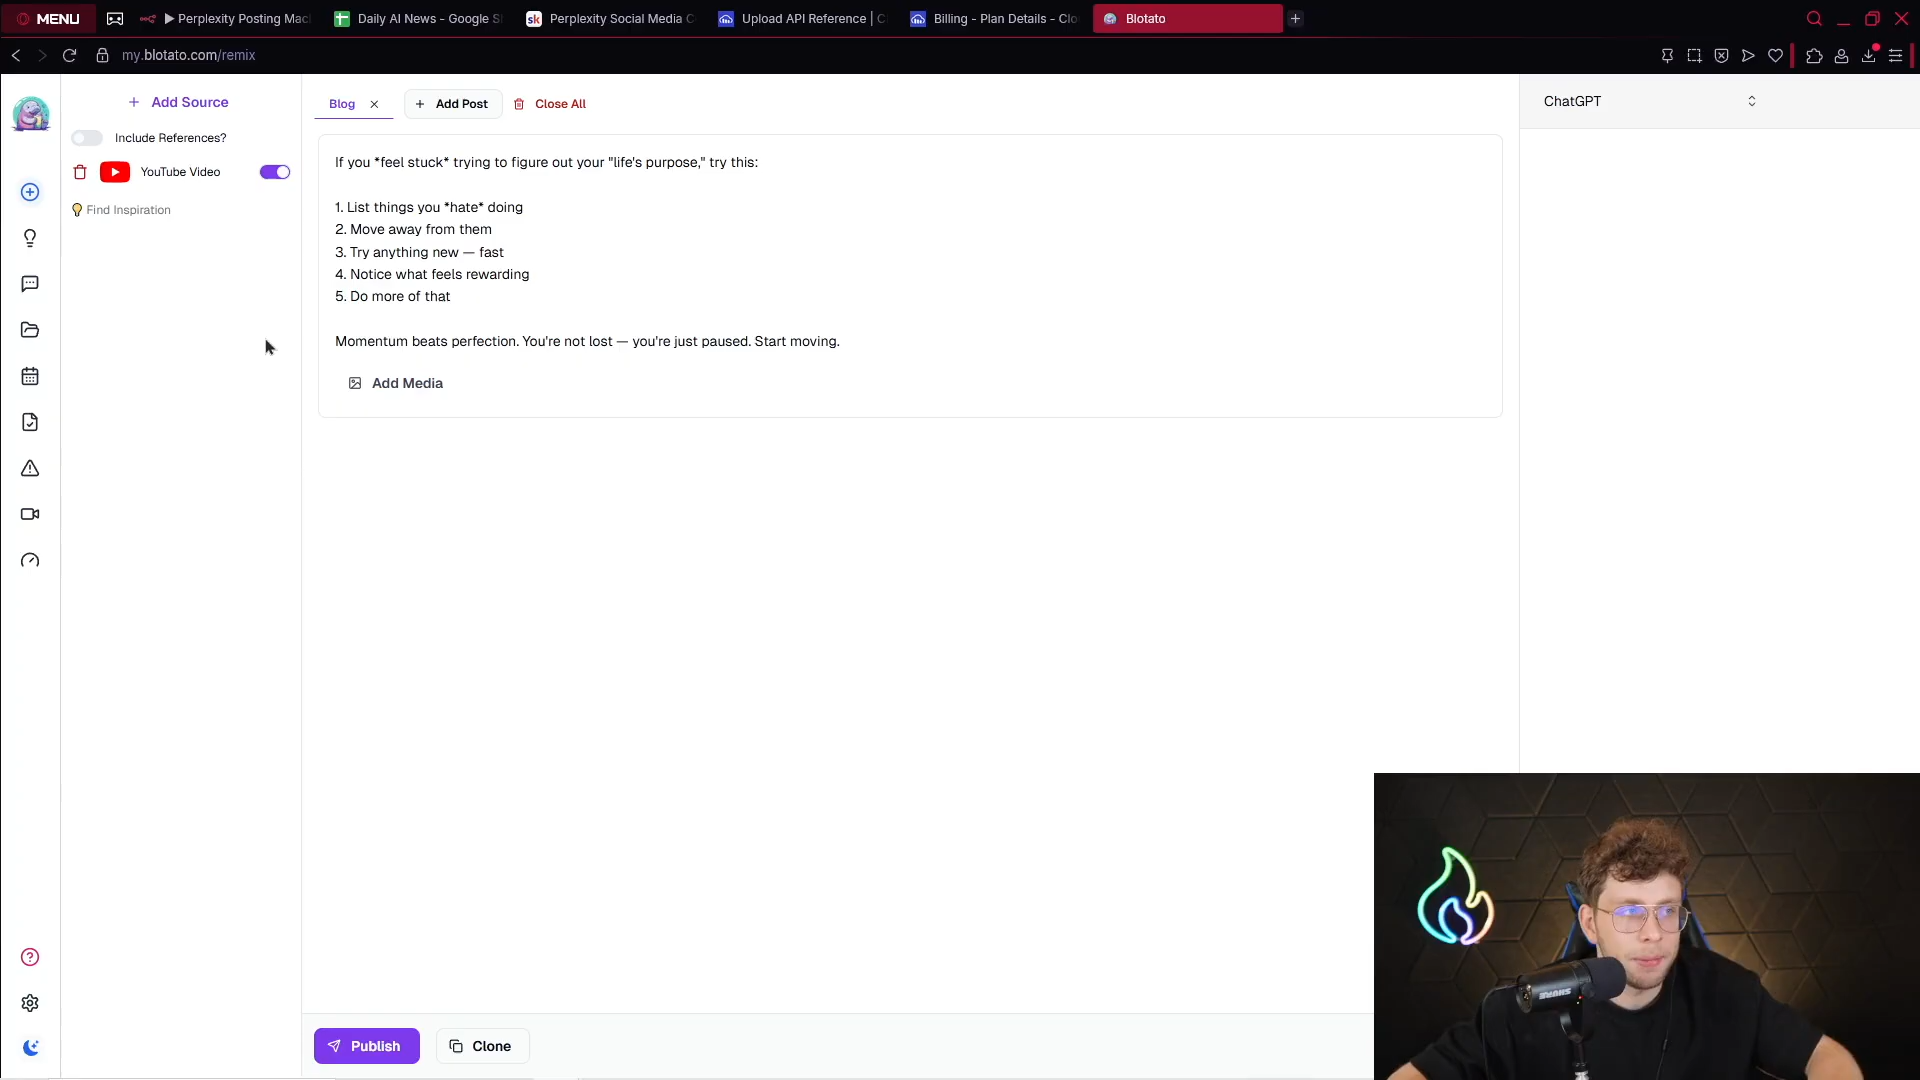 MENU
Perplexity Posting Mac
Daily AI News - Google S
Perplexity Social Media C
Upload API Reference | C
Billing - Plan Details - Clo
Blotato
my.blotato.com/remix
+ Add Source
Include References?
YouTube Video
Find Inspiration
Blog
+ Add Post
Close All
ChatGPT
If you *feel stuck* trying to figure out your "life's purpose," try this:
1. List things you *hate* doing
2. Move away from them
3. Try anything new — fast
4. Notice what feels rewarding
5. Do more of that
Momentum beats perfection. You're not lost — you're just paused. Start moving.
Add Media
Publish
Clone
SHURE